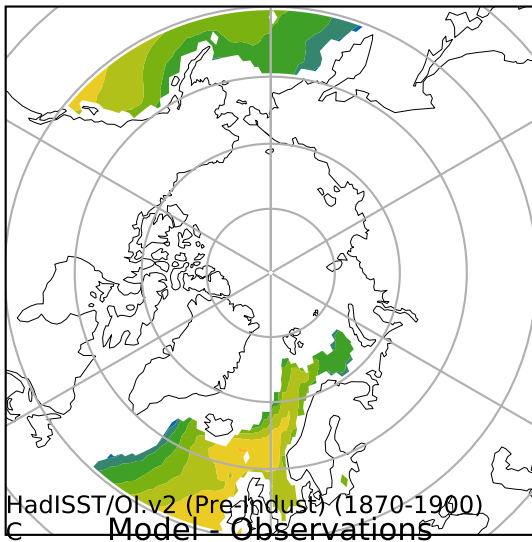 HadISST/OI.v2 (Pre-Indust) (1870-1900)
C Model - Observations